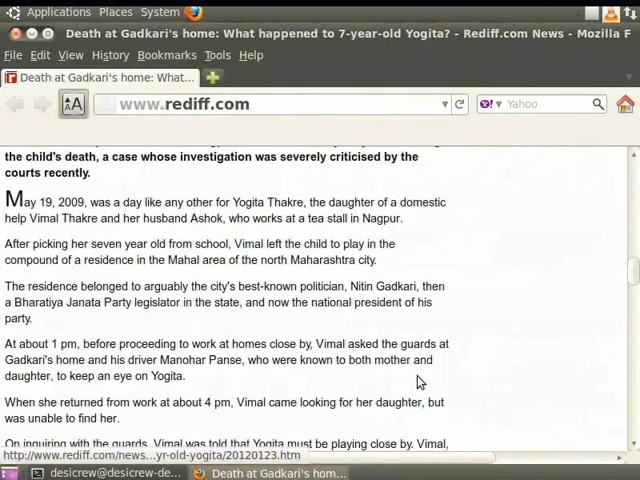 Applications Places System
Death at Gadkari's home: What happened to 7-year-old Yogita? - Rediff.com News - Mozilla F
File Edit View History Bookmarks Tools Help
Death at Gadkari's home: What...
www.rediff.com
Yahoo
the child's death, a case whose investigation was severely criticised by the
courts recently.
May 19, 2009, was a day like any other for Yogita Thakre, the daughter of a domestic
help Vimal Thakre and her husband Ashok, who works at a tea stall in Nagpur.
After picking her seven year old from school, Vimal left the child to play in the
compound of a residence in the Mahal area of the north Maharashtra city.
The residence belonged to arguably the city's best-known politician, Nitin Gadkari, then
a Bharatiya Janata Party legislator in the state, and now the national president of his
party.
At about 1 pm, before proceeding to work at homes close by, Vimal asked the guards at
Gadkari's home and his driver Manohar Panse, who were known to both mother and
daughter, to keep an eye on Yogita.
When she returned from work at about 4 pm, Vimal came looking for her daughter, but
was unable to find her.
On inquiring with the guards, Vimal was told that Yogita must be playing close by. Vimal,
http://www.rediff.com/news...yr-old-yogita/20120123.htm
desicrew@desicrew-de...
Death at Gadkari's hom...